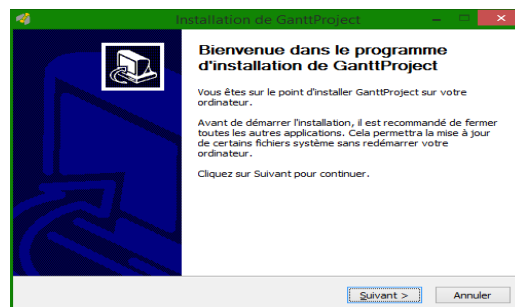 Installation de GanttProject
Bienvenue dans le programme
d'installation de GanttProject
Vous êtes sur le point d'installer GanttProject sur votre
ordinateur.
Avant de démarrer l'installation, il est recommandé de fermer
toutes les autres applications. Cela permettra la mise à jour
de certains fichiers système sans redémarrer votre
ordinateur.
Cliquez sur Suivant pour continuer.
Suivant > Annuler